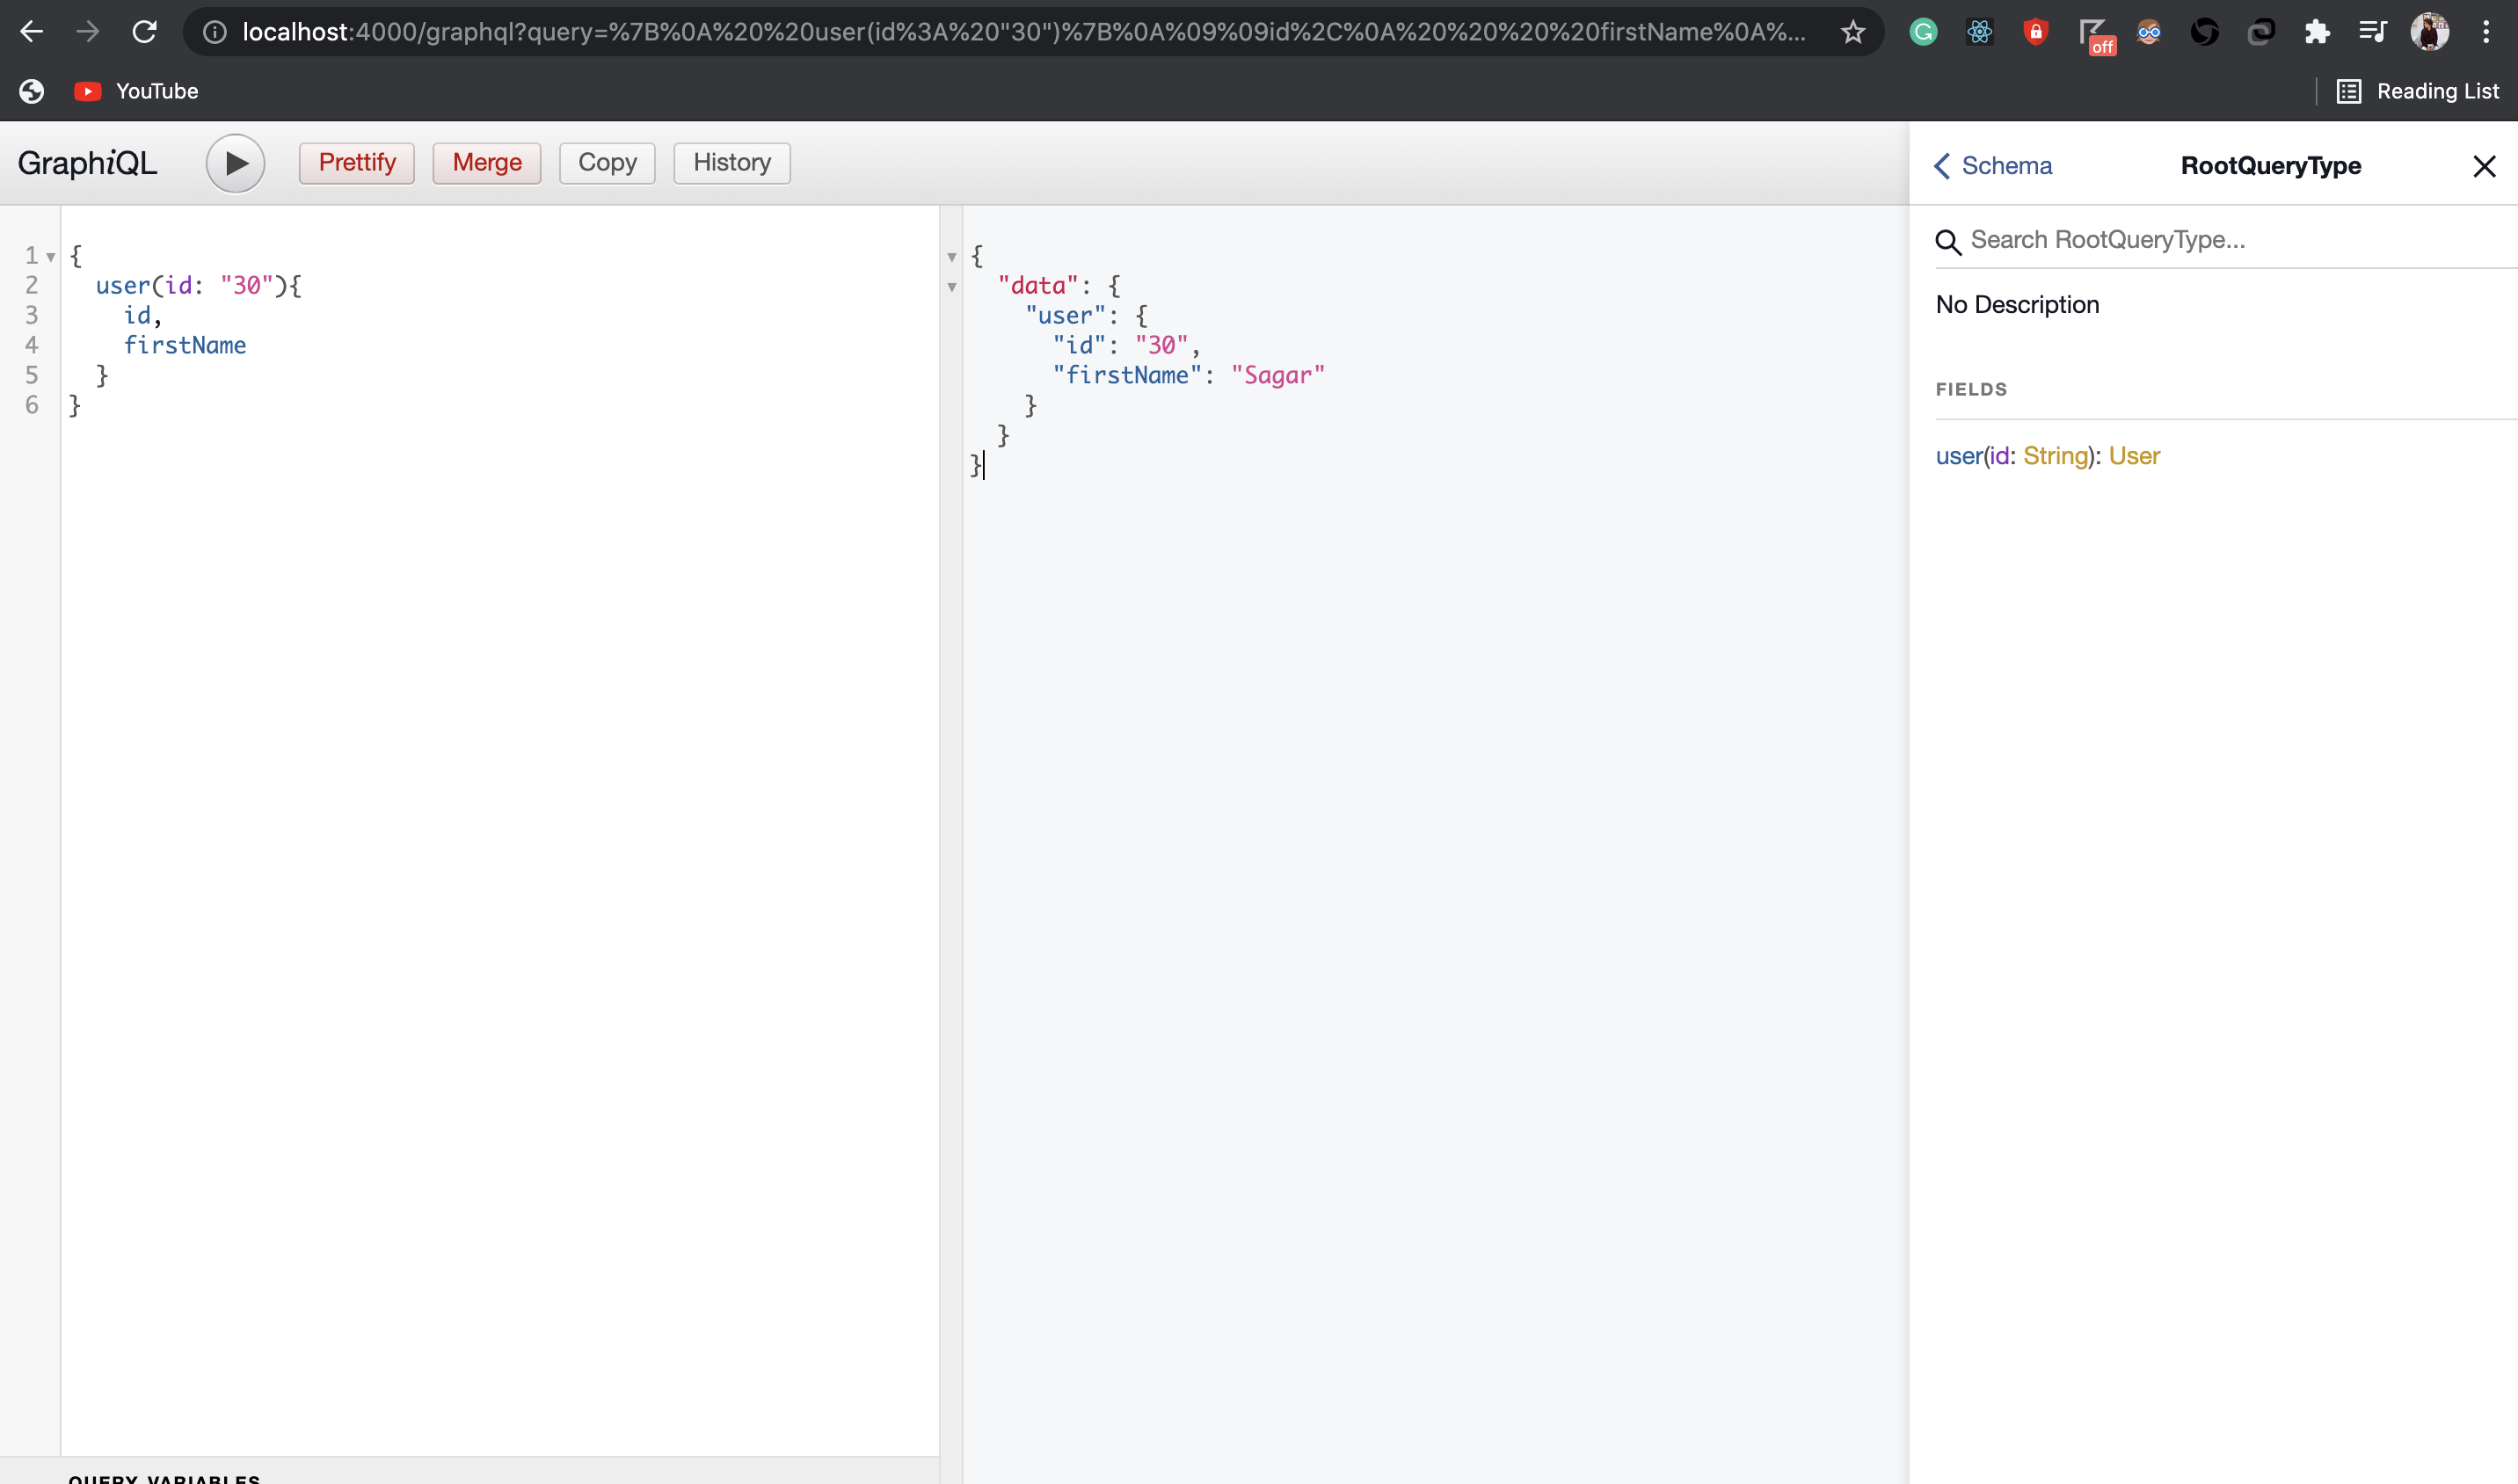 localhost:4000/graphql?query=%7B%0A%20%20user(id%3A%20"30")%7B%0A%09%09id%2C%0A%20%20%20%20firstName%0A%...
off
YouTube
Reading List
GraphiQL
Prettify
Merge
Copy
History
Schema
RootQueryType
1 {
2 user(id: "30"){
3 id,
4 firstName
5 }
6 }
{
"data": {
"user": {
"id": "30",
"firstName": "Sagar"
}
}
}
Search RootQueryType...
No Description
FIELDS
user(id: String): User
QUERY VARIABLES